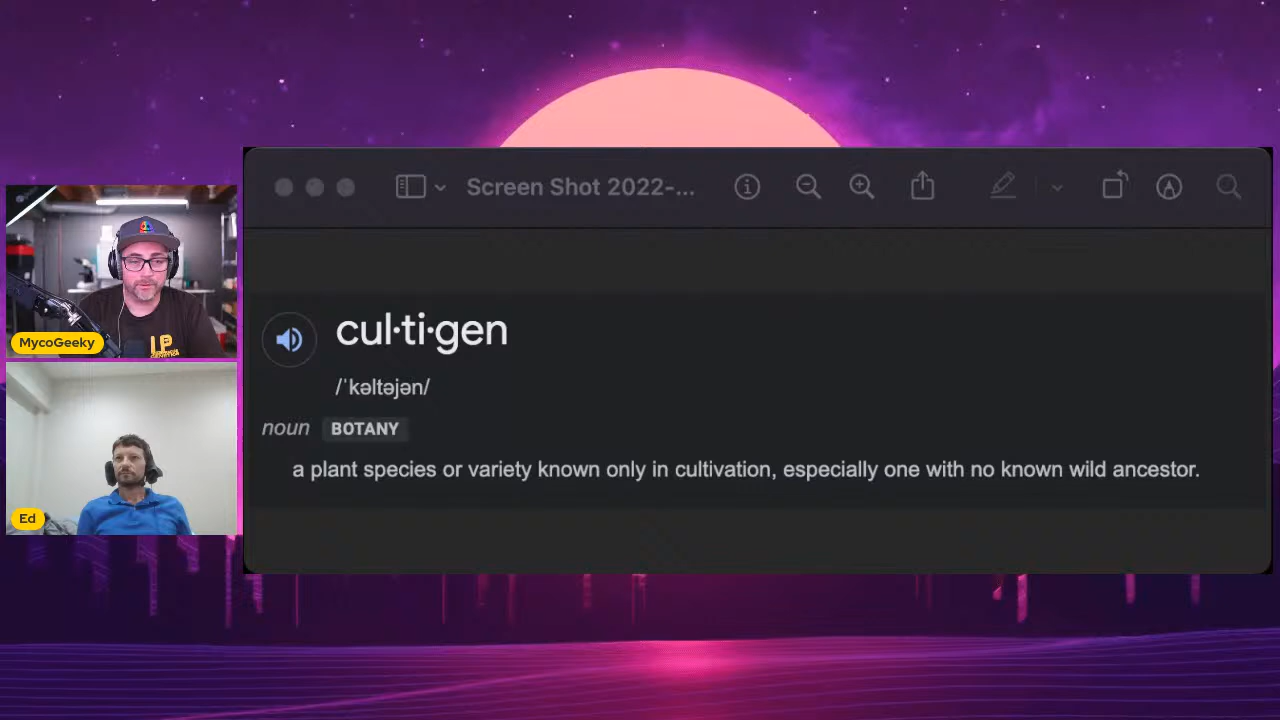 Screen Shot 2022-...
cul·ti·gen
/ˈkəltəjən/
noun BOTANY
a plant species or variety known only in cultivation, especially one with no known wild ancestor.
MycoGeeky
LP
Ed